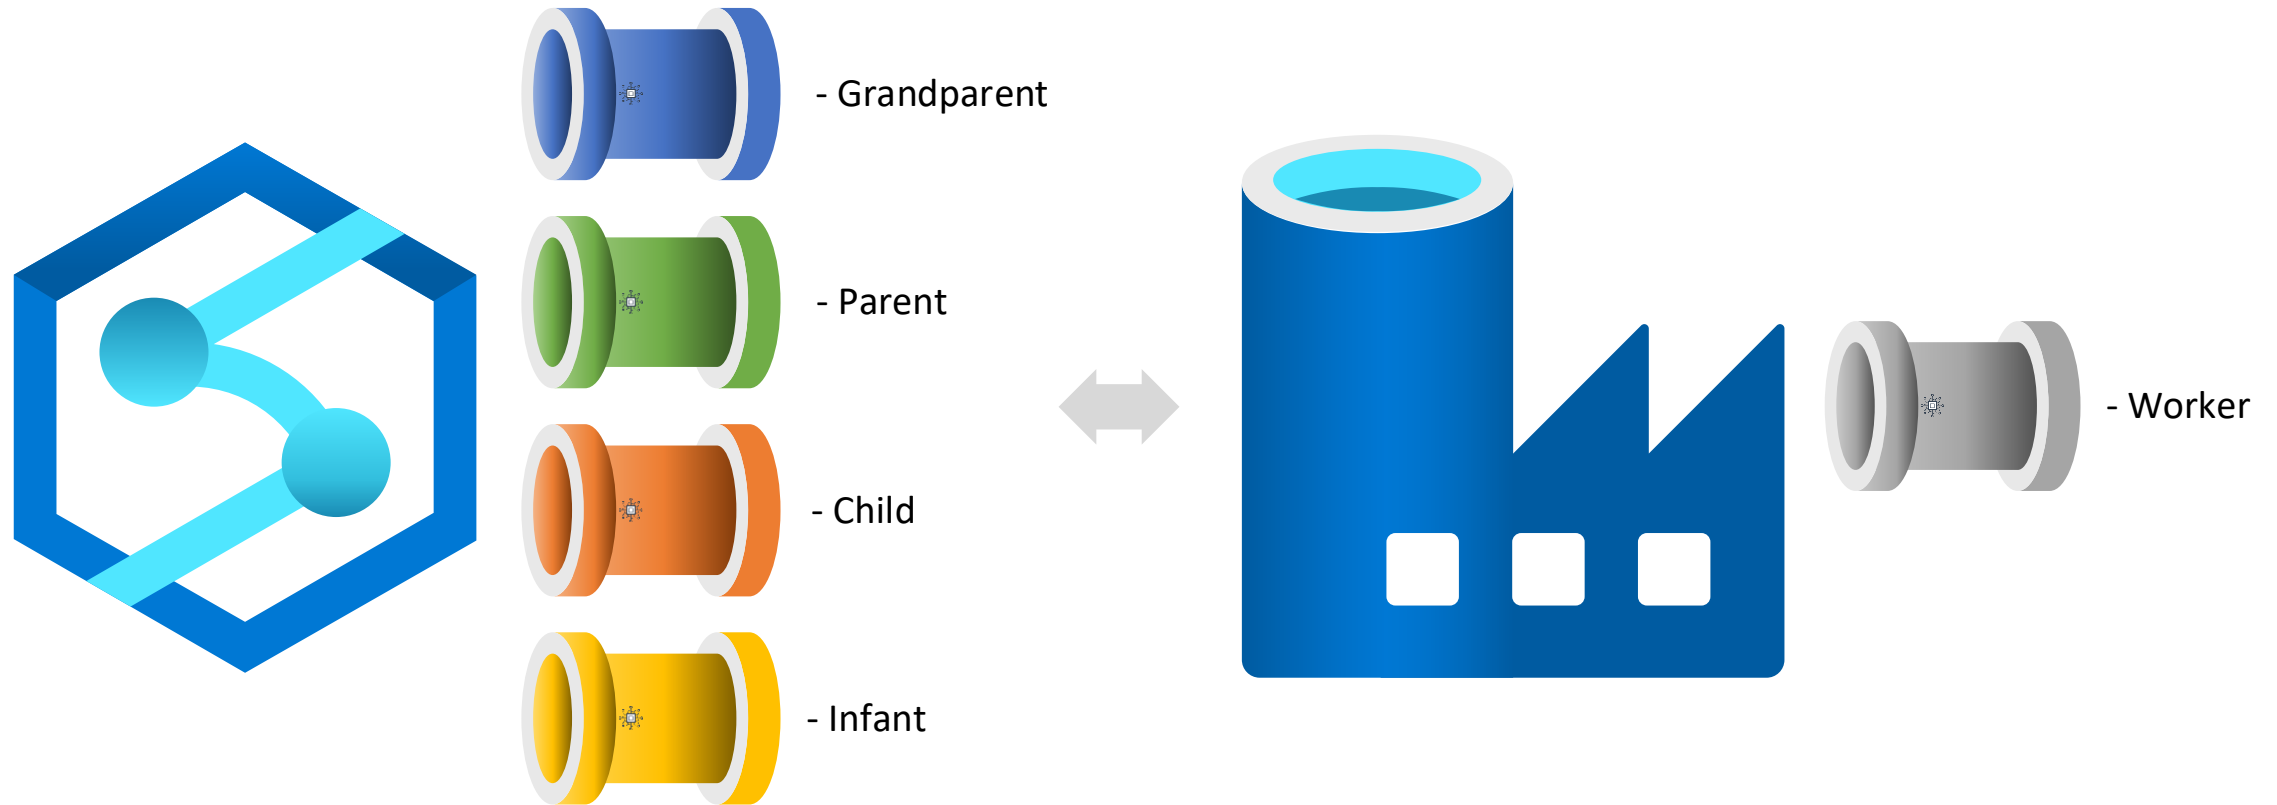 - Grandparent
- Parent
- Child
- Infant
- Worker